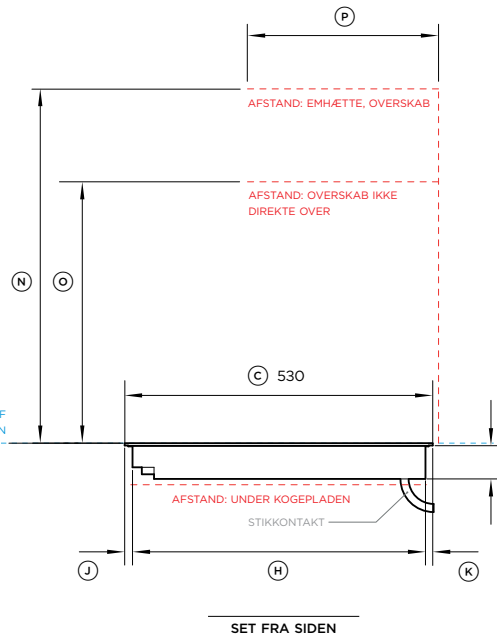 P
AFSTAND: EMHÆTTE, OVERSKAB
AFSTAND: OVERSKAB IKKE
DIREKTE OVER
N
O
C 530
F
N
AFSTAND: UNDER KOGEPLADEN
STIKKONTAKT
J
H
K
SET FRA SIDEN